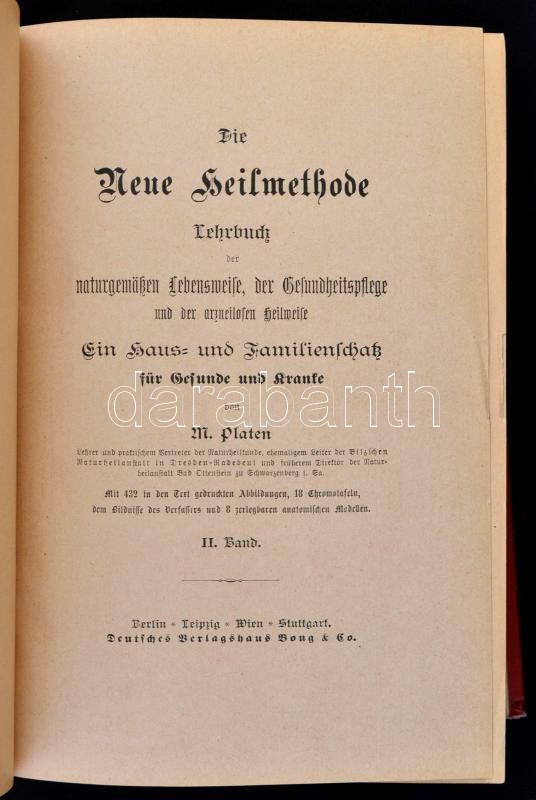 Die
Neue Heilmethode
Lehrbuch
der
naturgemäßen Lebensweise, der Gesundheitspflege
und der arzneilosen Heilweise
Ein Haus- und Familienschatz
für Gesunde und Kranke
von
darabanth
M. Platen
Lehrer und praktischem Vertreter der Naturheilkunde, ehemaligem Leiter der Bilzschen
Naturheilanstalt in Dresden-Radebeul und früherem Direktor der Natur-
heilanstalt Bad Ottenstein zu Schwarzenberg i. Sa.
Mit 432 in den Text gedruckten Abbildungen, 18 Chromotafeln,
dem Bildnisse des Verfassers und 8 zerlegbaren anatomischen Modellen.
II. Band.
Berlin * Leipzig * Wien * Stuttgart.
Deutsches Verlagshaus Bong & Co.